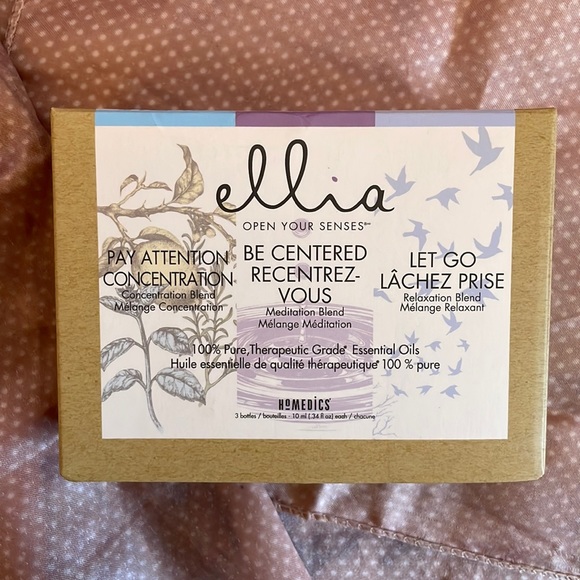 ellia
OPEN YOUR SENSES℠
PAY ATTENTION
CONCENTRATION
Concentration Blend
Mélange Concentration
BE CENTERED
RECENTREZ-
VOUS
Meditation Blend
Mélange Méditation
LET GO
LÂCHEZ PRISE
Relaxation Blend
Mélange Relaxant
100% Pure, Therapeutic Grade* Essential Oils
Huile essentielle de qualité thérapeutique* 100 % pure
HoMEDICS®
3 bottles / bouteilles - 10 ml (.34 fl oz) each / chacune